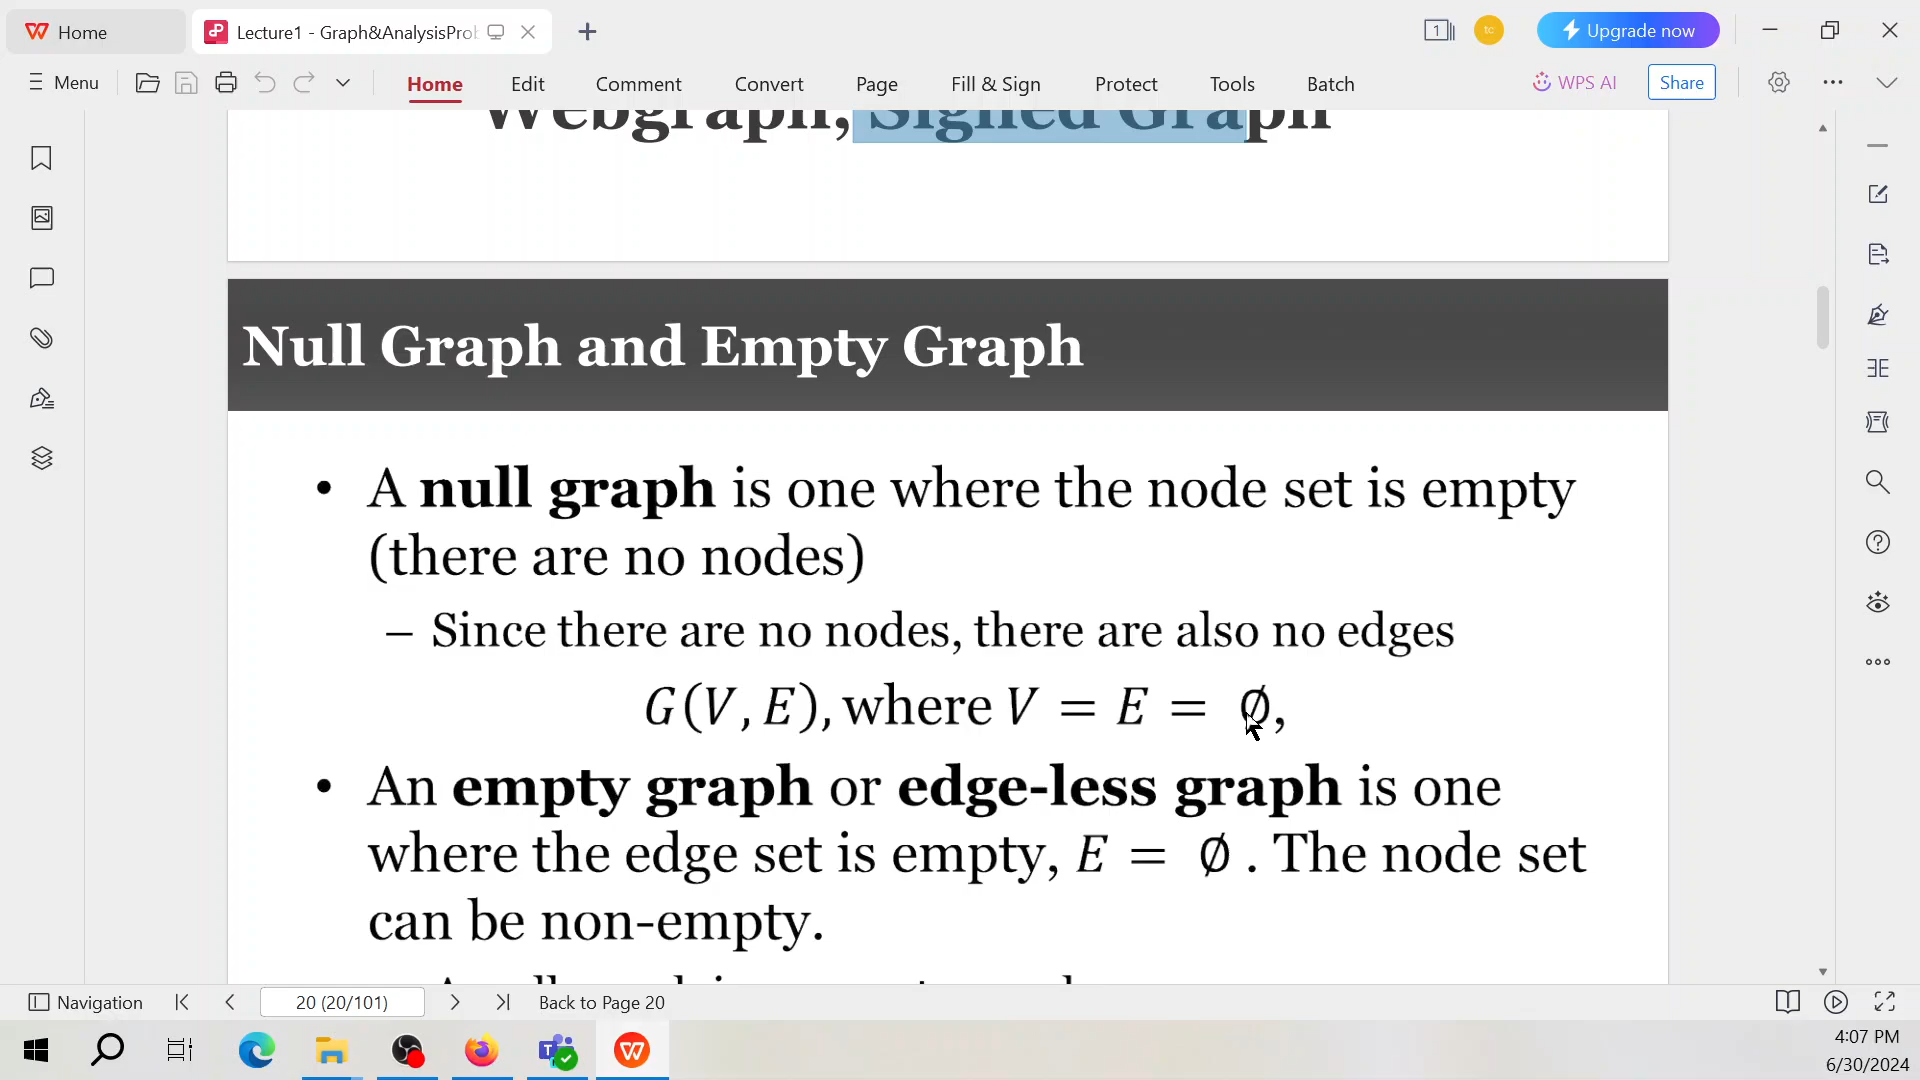 Home
Lecture1 - Graph&AnalysisProb
1
tc
Upgrade now
Menu
Home
Edit
Comment
Convert
Page
Fill & Sign
Protect
Tools
Batch
WPS AI
Share
Webgraph, Signed Graph
Null Graph and Empty Graph
• A null graph is one where the node set is empty
(there are no nodes)
– Since there are no nodes, there are also no edges
G(V, E), where V = E = ∅,
• An empty graph or edge-less graph is one
where the edge set is empty, E = ∅ . The node set
can be non-empty.
Navigation
20 (20/101)
Back to Page 20
4:07 PM
6/30/2024